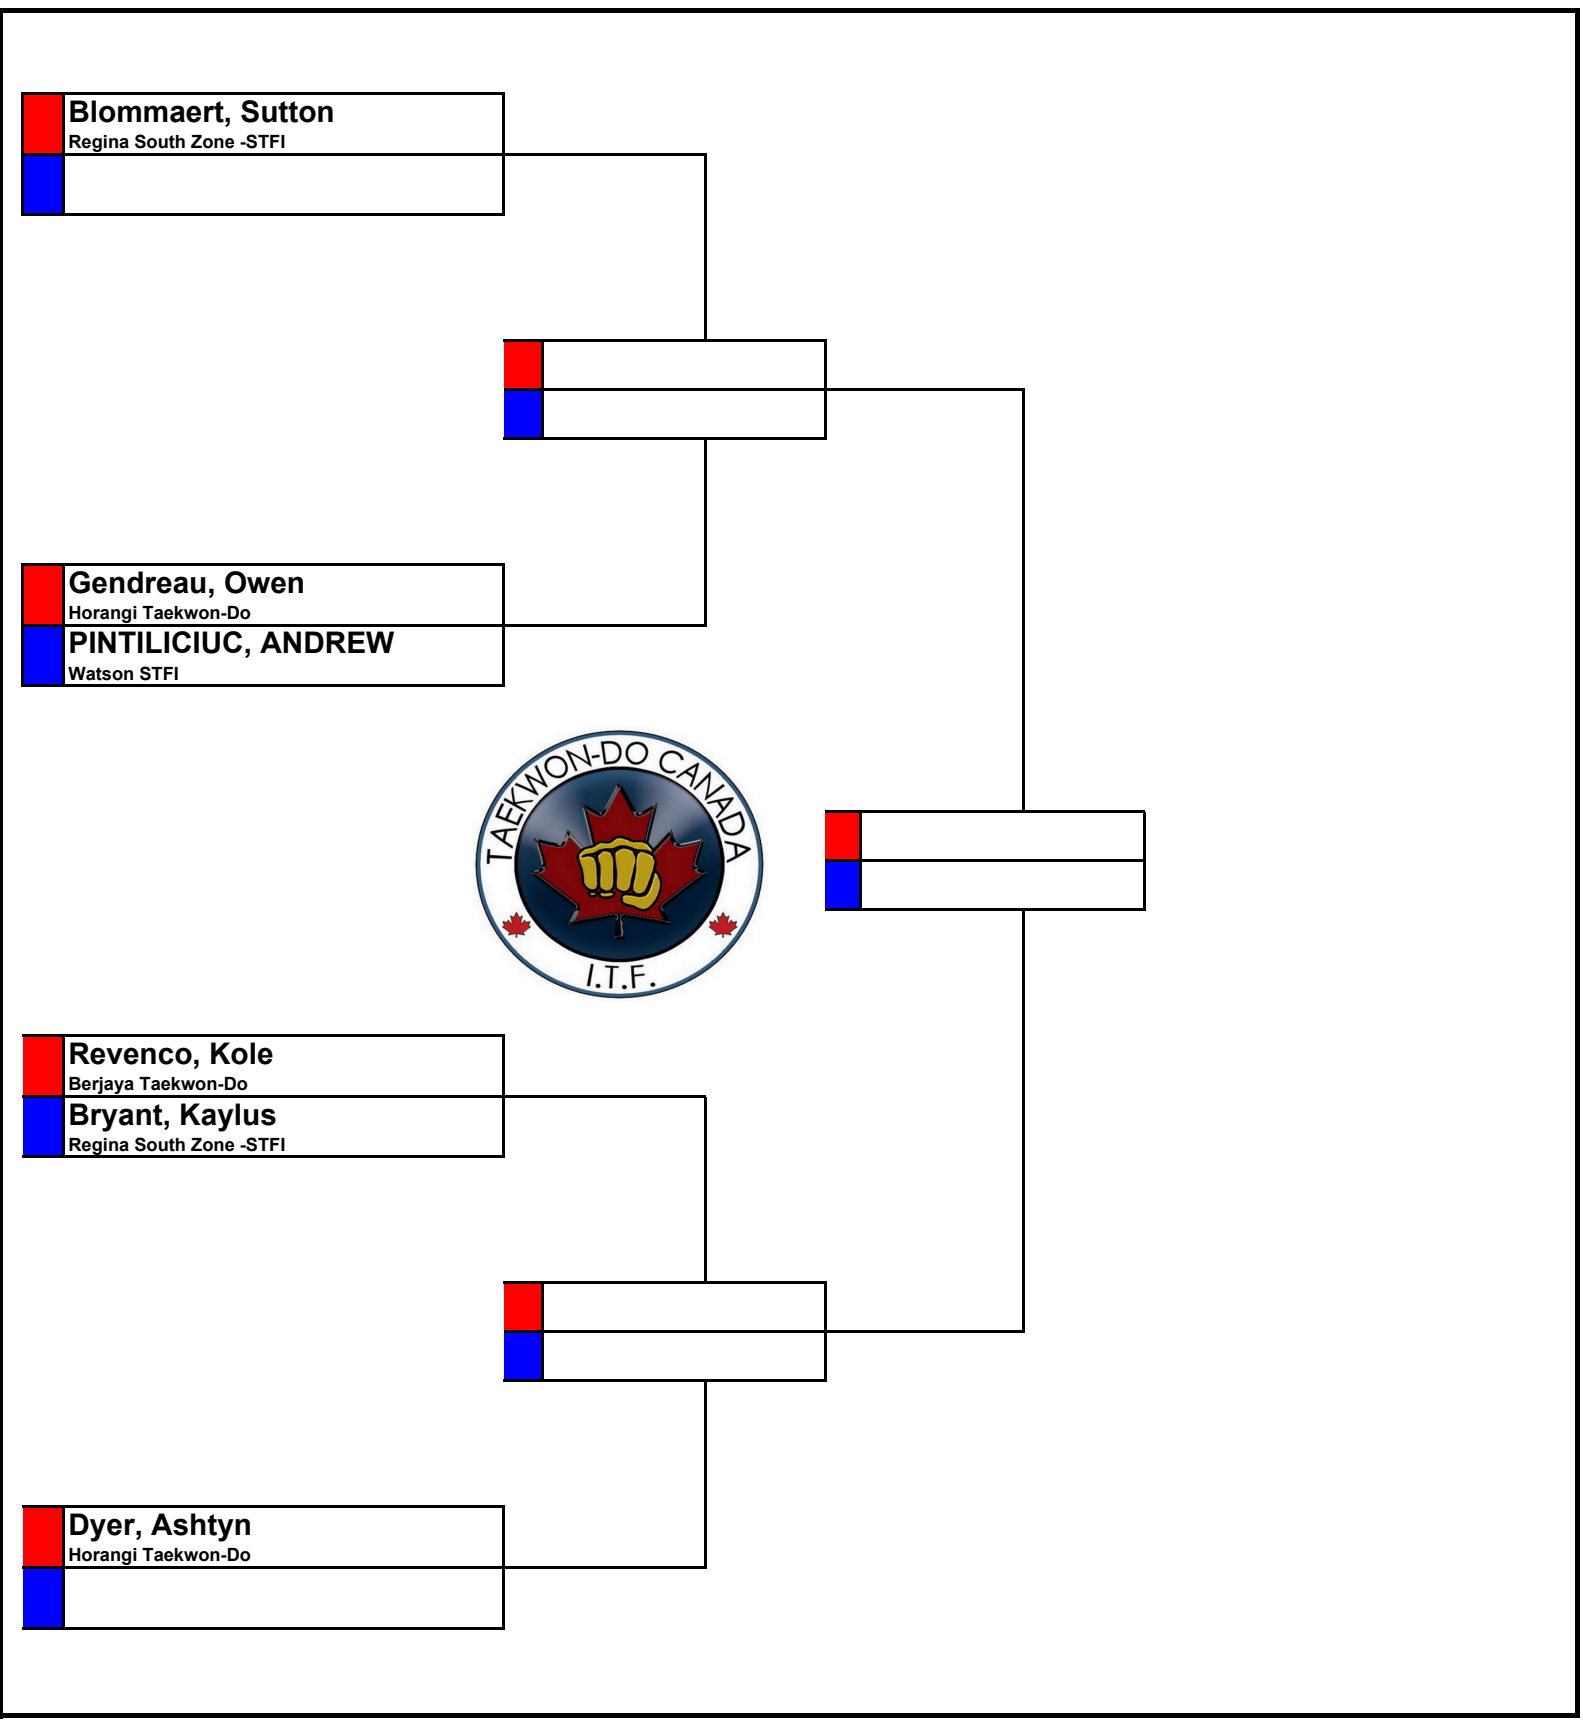 Blommaert, Sutton
Regina South Zone -STFI
Gendreau, Owen
Horangi Taekwon-Do
PINTILICIUC, ANDREW
Watson STFI
TAEKWON-DO CANADA
I.T.F.
Revenco, Kole
Berjaya Taekwon-Do
Bryant, Kaylus
Regina South Zone -STFI
Dyer, Ashtyn
Horangi Taekwon-Do